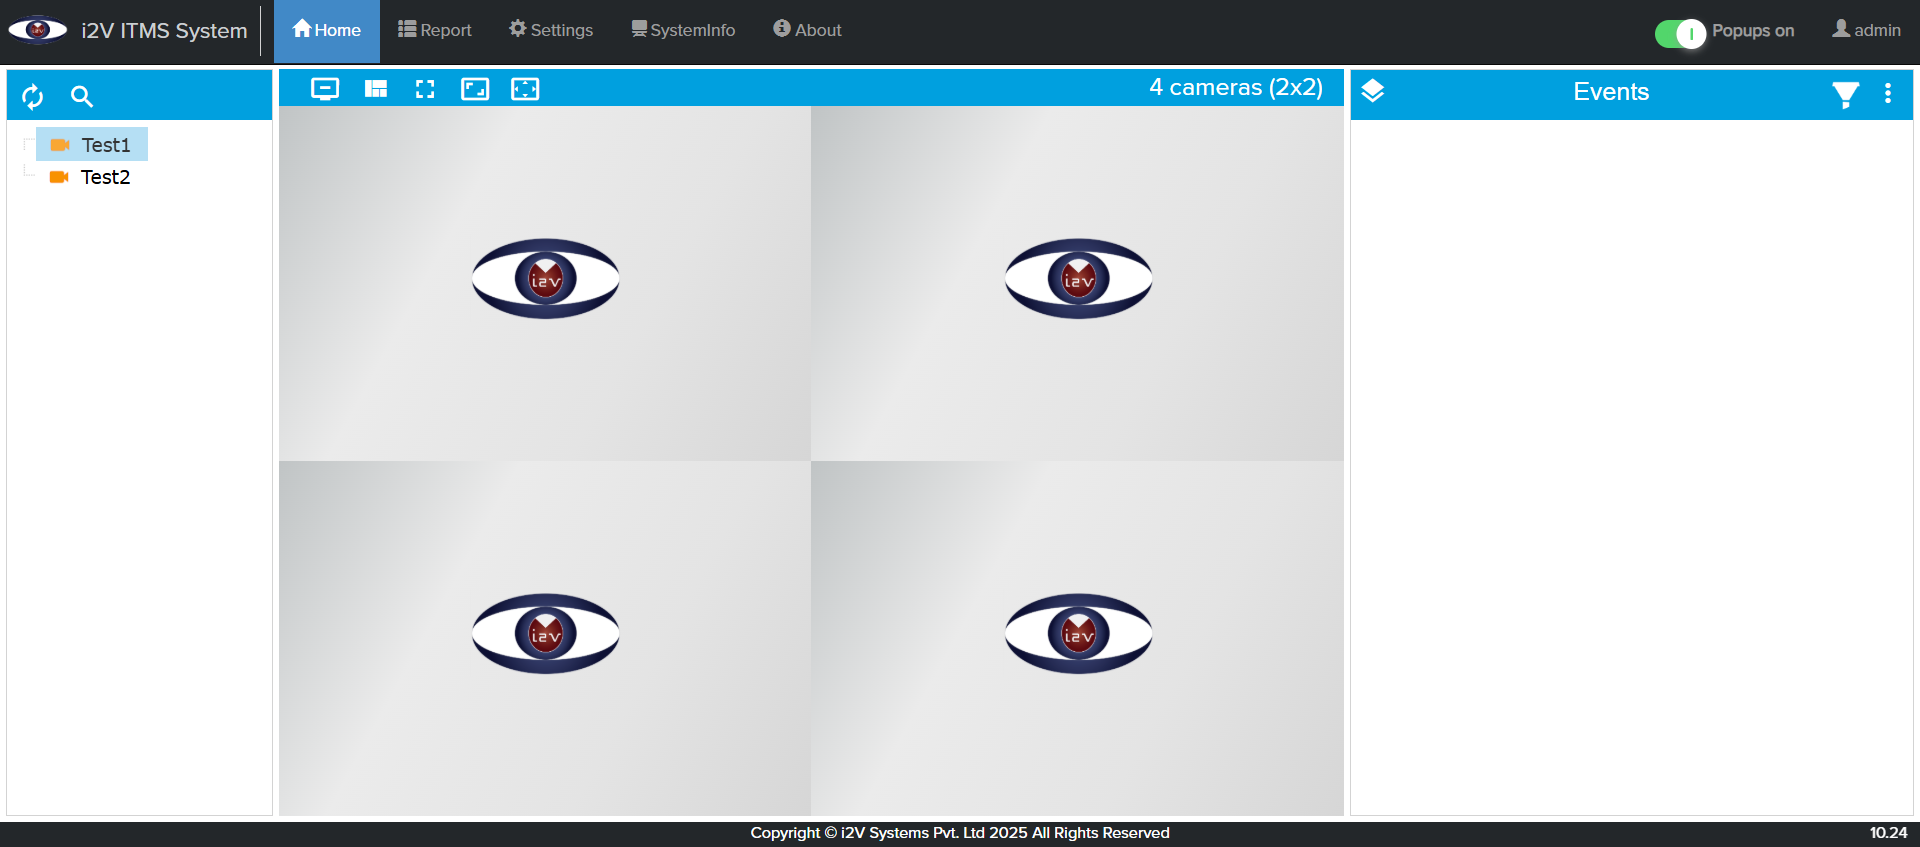 i2V i2V ITMS System Home Report Settings SystemInfo About Popups on admin
4 cameras (2x2)
Events
Test1
Test2
i2V i2V
i2V i2V
Copyright © i2V Systems Pvt. Ltd 2025 All Rights Reserved 10.24